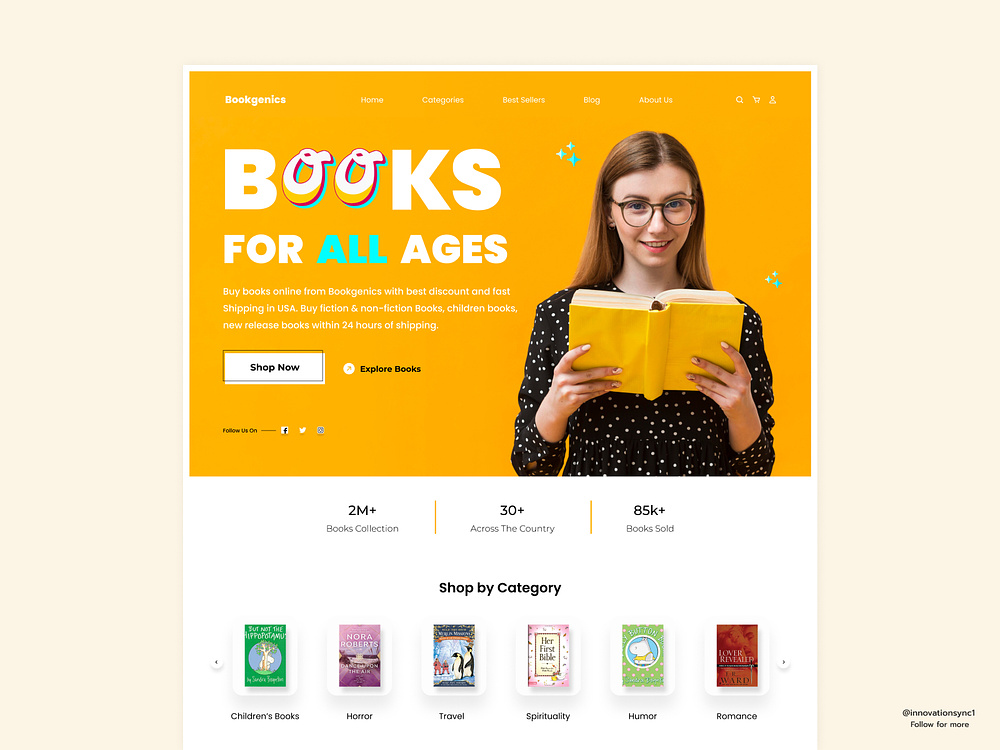 Bookgenics
Home Categories Best Sellers Blog About Us
BOOKS
FOR ALL AGES
Buy books online from Bookgenics with best discount and fast
Shipping in USA. Buy fiction & non-fiction Books, children books,
new release books within 24 hours of shipping.
Shop Now
Explore Books
Follow Us On
2M+ 30+ 85k+
Books Collection Across The Country Books Sold
Shop by Category
BUT NOT THE
HIPPOPOTAMUS
by Sandra Boynton
NORA
ROBERTS
DANCE UPON
THE AIR
MERLIN MISSIONS
Her
First
Bible
LOVER
REVEALED
WARD
Children's Books Horror Travel Spirituality Humor Romance
@innovationsync1
Follow for more